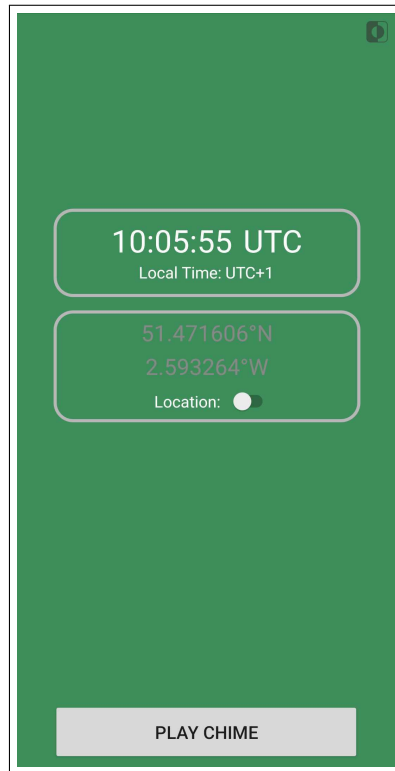 10:05:55 UTC
Local Time: UTC+1
51.471606°N
2.593264°W
Location:
PLAY CHIME